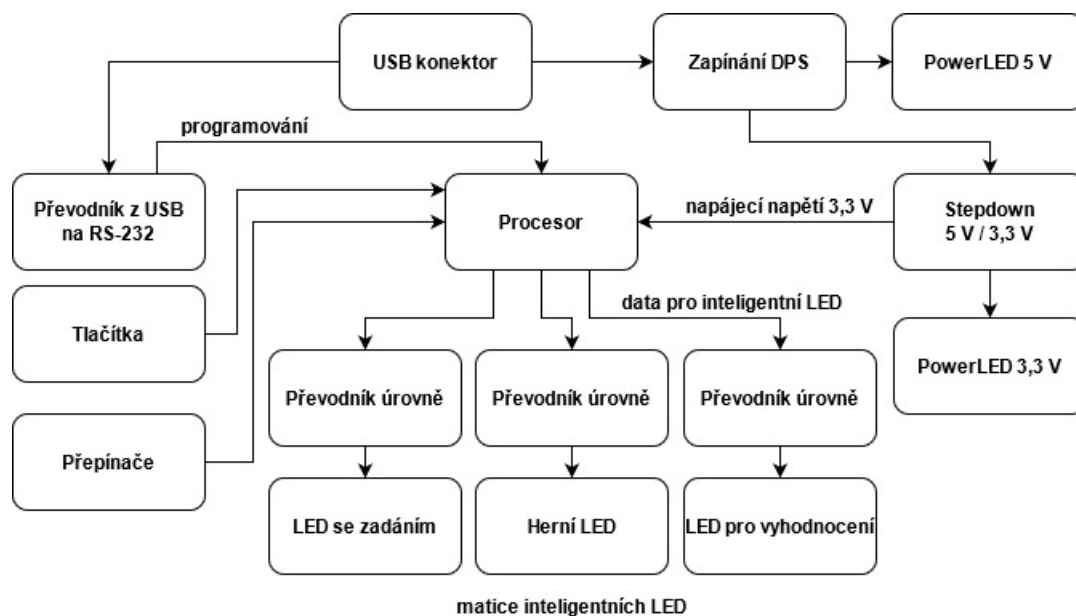 USB konektor
Zapínání DPS
PowerLED 5 V
programování
Převodník z USB
na RS-232
Procesor
napájecí napětí 3,3 V
Stepdown
5 V / 3,3 V
Tlačítka
data pro inteligentní LED
PowerLED 3,3 V
Převodník úrovně
Převodník úrovně
Převodník úrovně
Přepínače
LED se zadáním
Herní LED
LED pro vyhodnocení
matice inteligentních LED